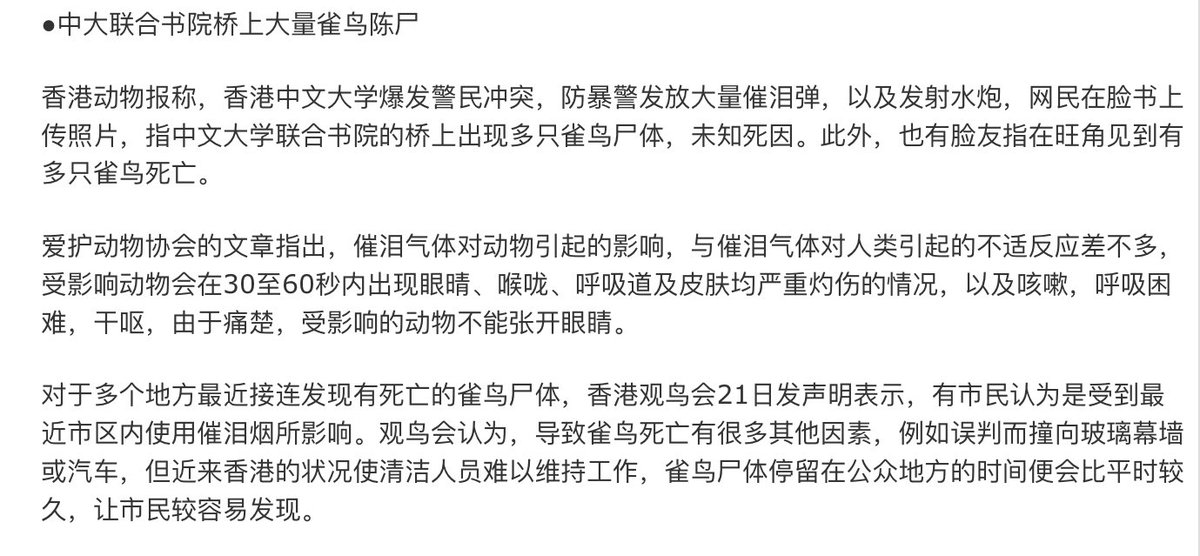 ●中大联合书院桥上大量雀鸟陈尸
香港动物报称，香港中文大学爆发警民冲突，防暴警发放大量催泪弹，以及发射水炮，网民在脸书上
传照片，指中文大学联合书院的桥上出现多只雀鸟尸体，未知死因。此外，也有脸友指在旺角见到有
多只雀鸟死亡。
爱护动物协会的文章指出，催泪气体对动物引起的影响，与催泪气体对人类引起的不适反应差不多，
受影响动物会在30至60秒内出现眼睛、喉咙、呼吸道及皮肤均严重灼伤的情况，以及咳嗽，呼吸困
难，干呕，由于痛楚，受影响的动物不能张开眼睛。
对于多个地方最近接连发现有死亡的雀鸟尸体，香港观鸟会21日发声明表示，有市民认为是受到最
近市区内使用催泪烟所影响。观鸟会认为，导致雀鸟死亡有很多其他因素，例如误判而撞向玻璃幕墙
或汽车，但近来香港的状况使清洁人员难以维持工作，雀鸟尸体停留在公众地方的时间便会比平时较
久，让市民较容易发现。